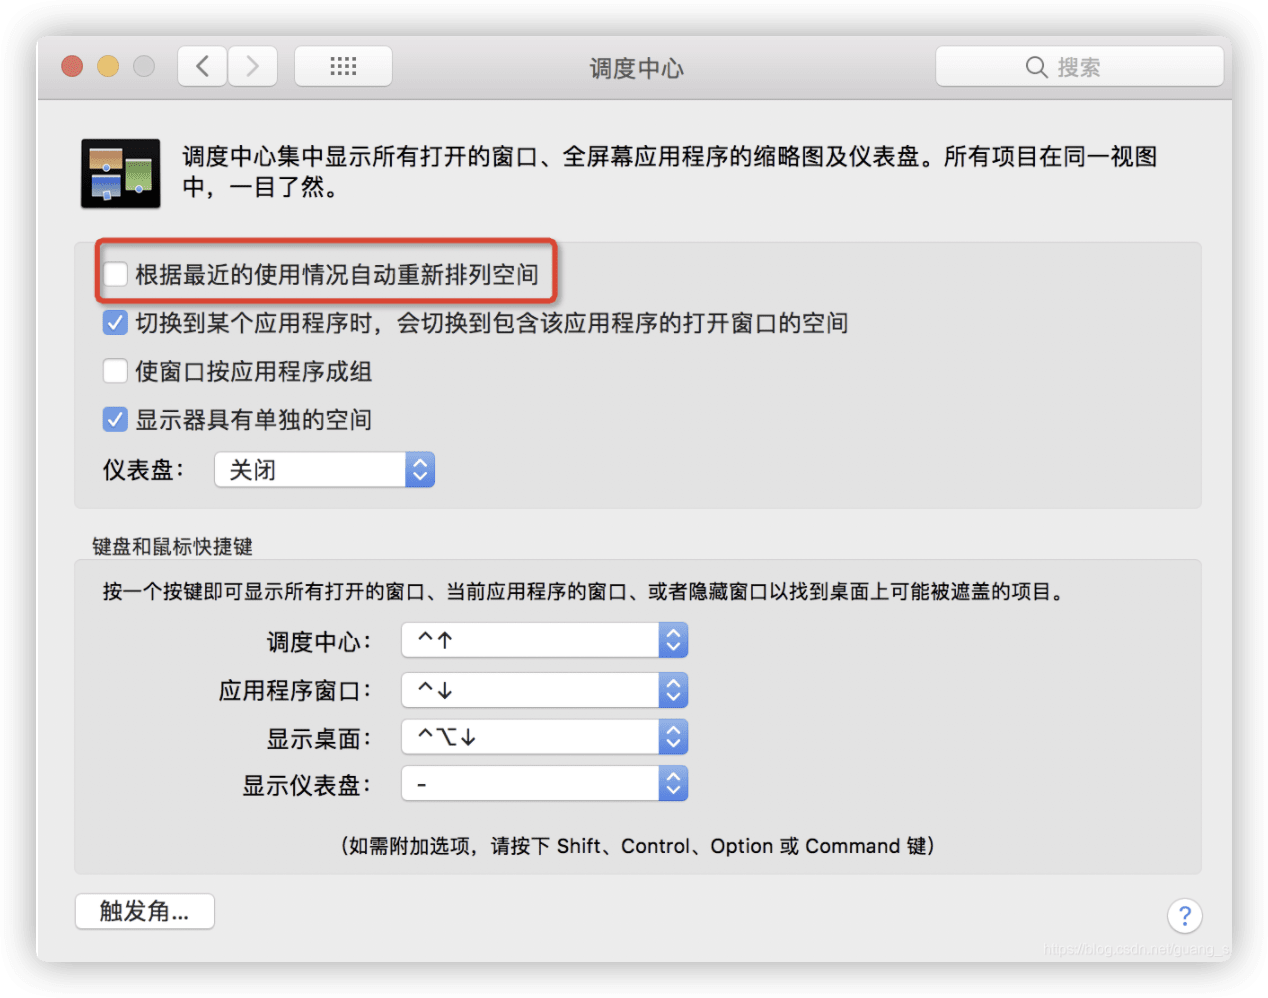 调度中心
搜索
调度中心集中显示所有打开的窗口、全屏幕应用程序的缩略图及仪表盘。所有项目在同一视图
中，一目了然。
根据最近的使用情况自动重新排列空间
切换到某个应用程序时，会切换到包含该应用程序的打开窗口的空间
使窗口按应用程序成组
显示器具有单独的空间
仪表盘： 关闭
键盘和鼠标快捷键
按一个按键即可显示所有打开的窗口、当前应用程序的窗口、或者隐藏窗口以找到桌面上可能被遮盖的项目。
调度中心： ^↑
应用程序窗口： ^↓
显示桌面： ^⌥↓
显示仪表盘： -
（如需附加选项，请按下 Shift、Control、Option 或 Command 键）
触发角...
?
https://blog.csdn.net/guang_s